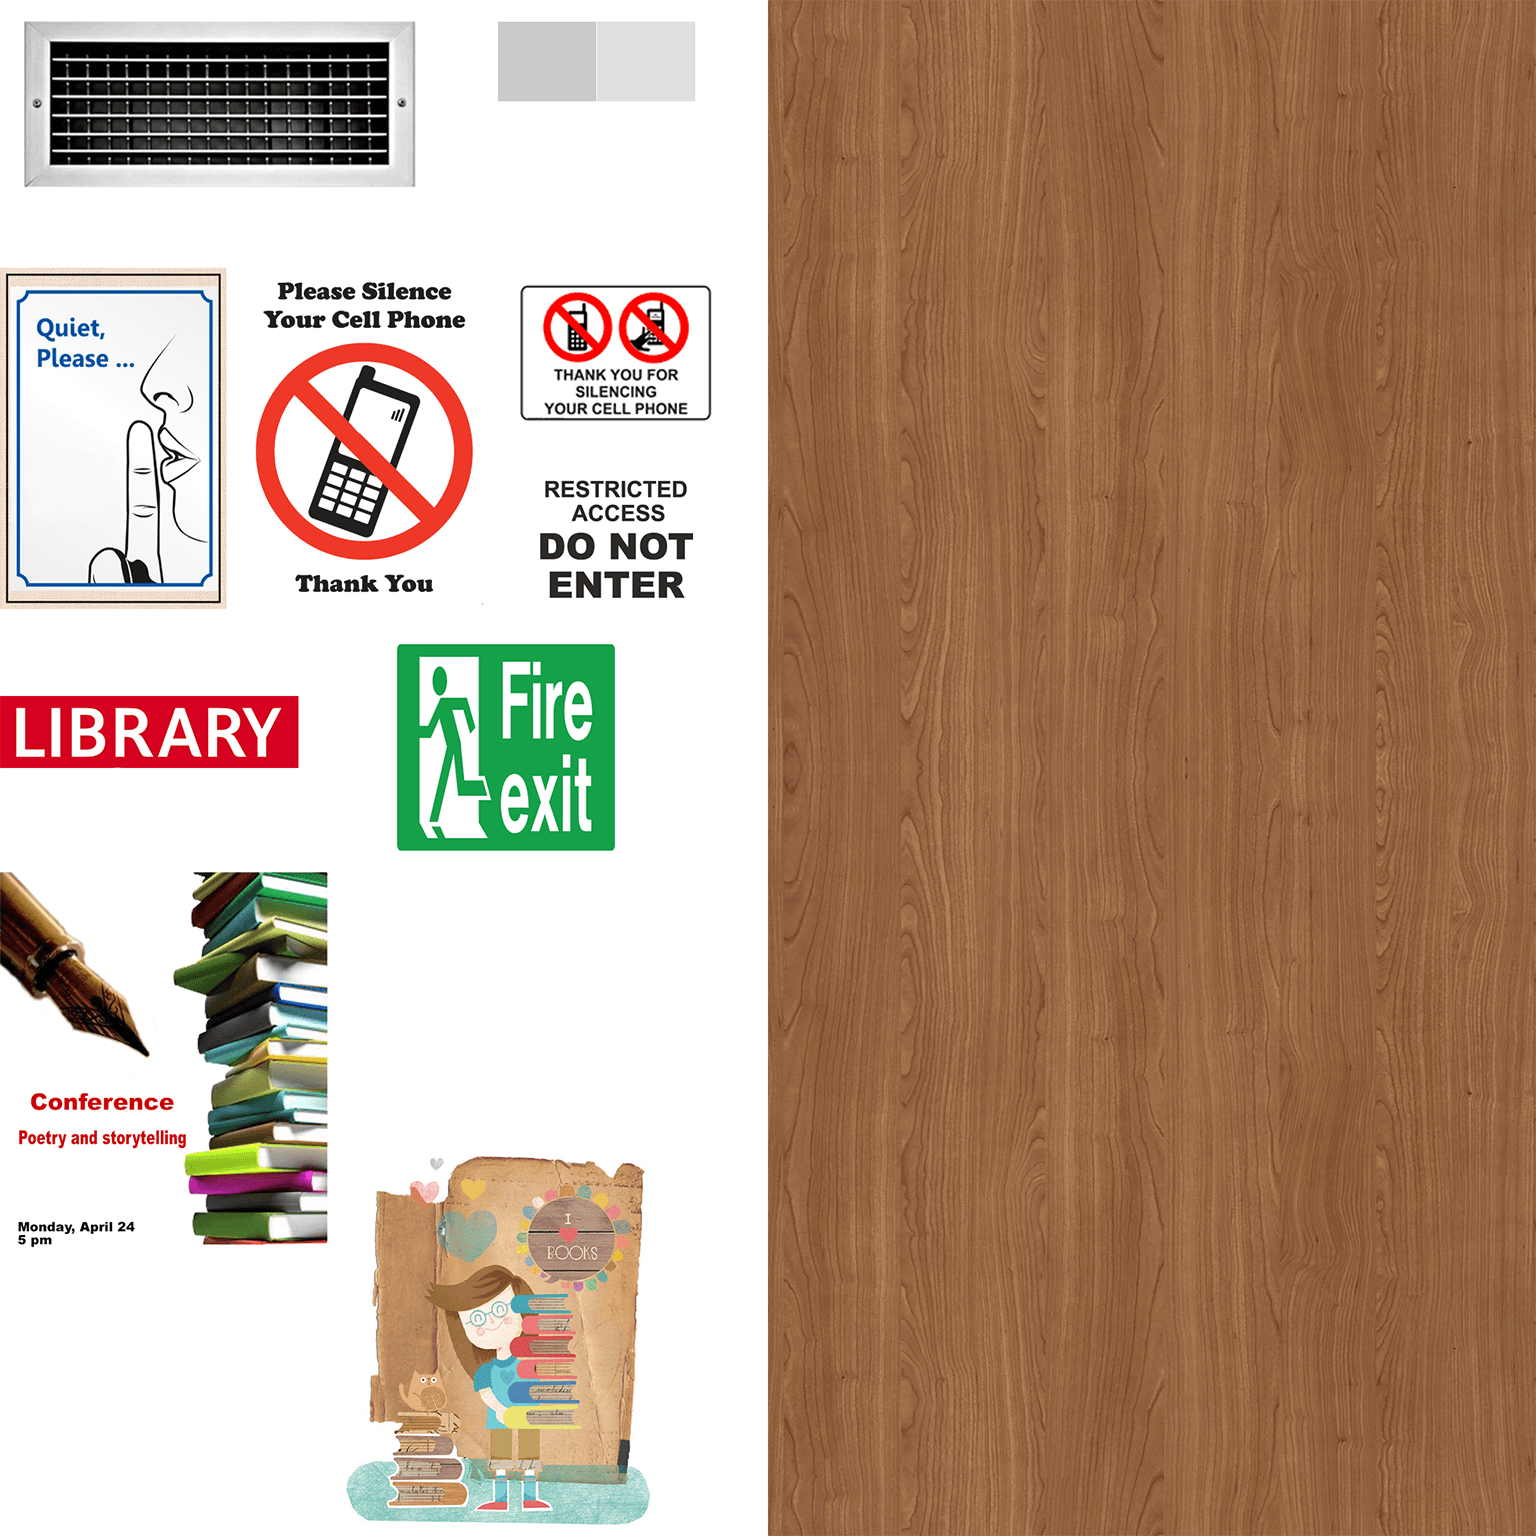 Quiet,
Please ...
Please Silence
Your Cell Phone
Thank You
THANK YOU FOR
SILENCING
YOUR CELL PHONE
RESTRICTED
ACCESS
DO NOT
ENTER
LIBRARY
Fire
exit
Conference
Poetry and storytelling
Monday, April 24
5 pm
I
BOOKS